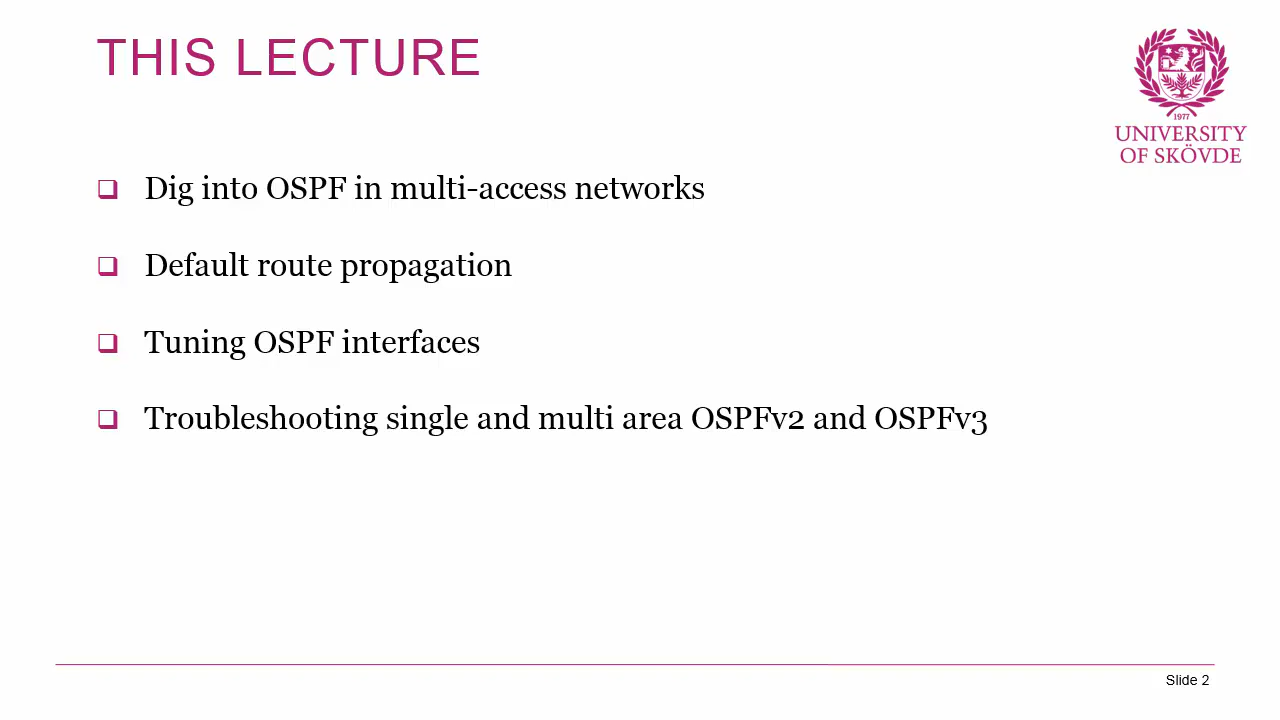 THIS LECTURE
1977
UNIVERSITY
OF SKÖVDE
Dig into OSPF in multi-access networks
Default route propagation
Tuning OSPF interfaces
Troubleshooting single and multi area OSPFv2 and OSPFv3
Slide 2